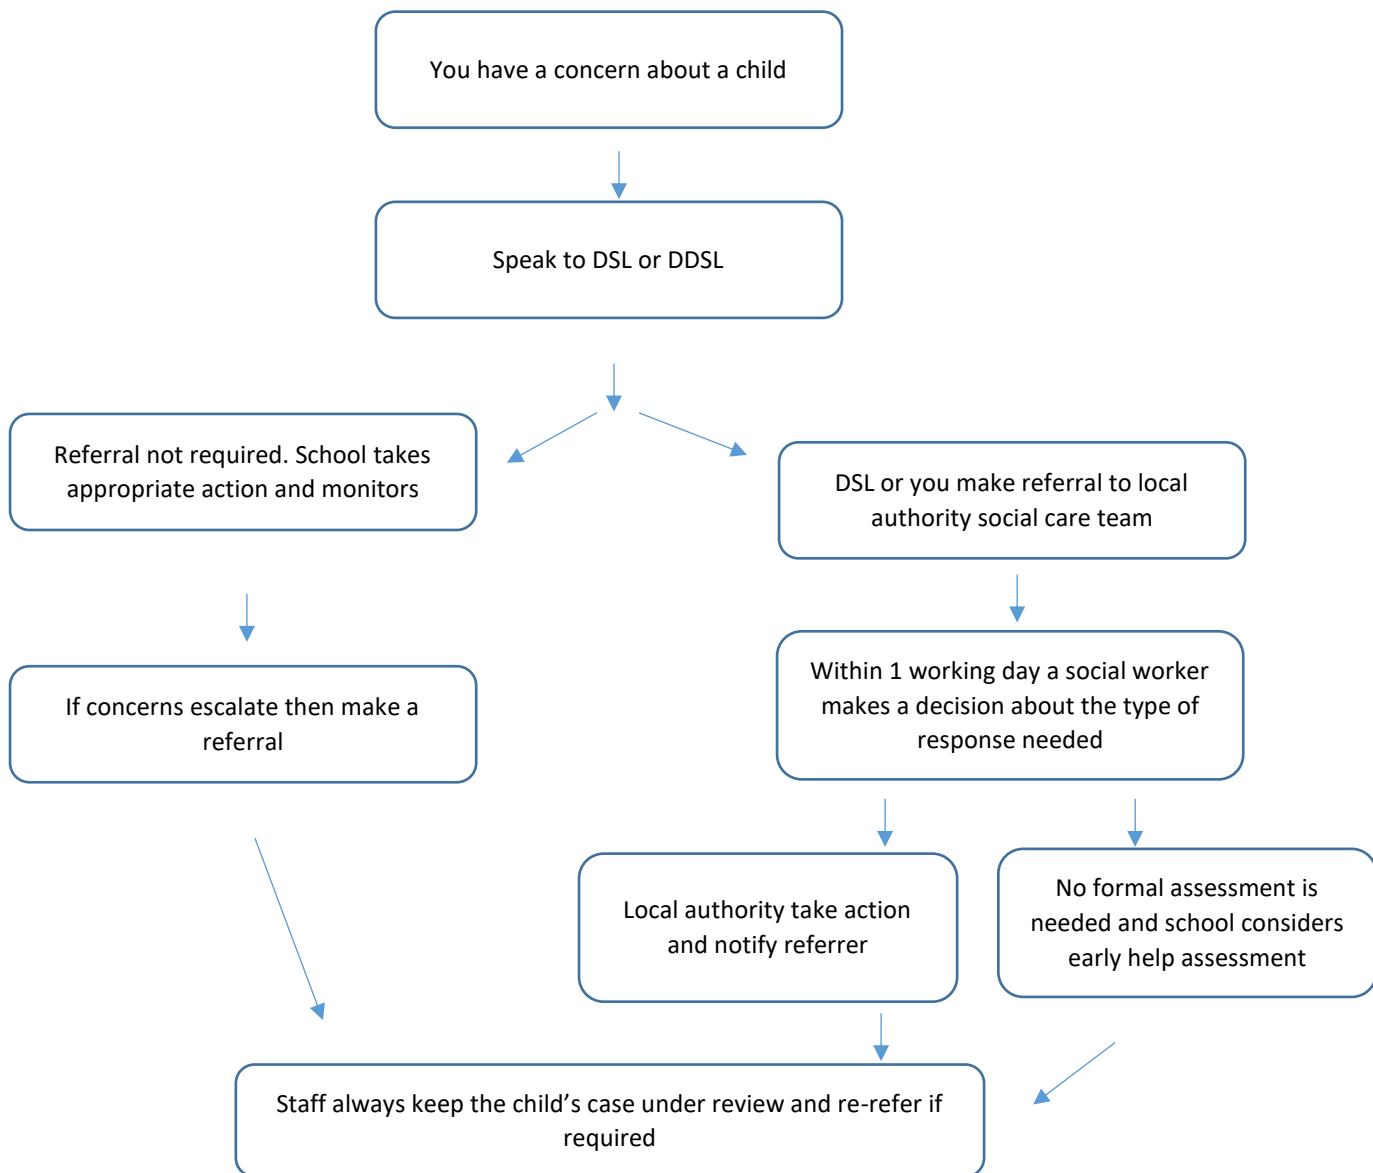 You have a concern about a child
Speak to DSL or DDSL
Referral not required. School takes
appropriate action and monitors
DSL or you make referral to local
authority social care team
If concerns escalate then make a
referral
Within 1 working day a social worker
makes a decision about the type of
response needed
Local authority take action
and notify referrer
No formal assessment is
needed and school considers
early help assessment
Staff always keep the child’s case under review and re-refer if
required